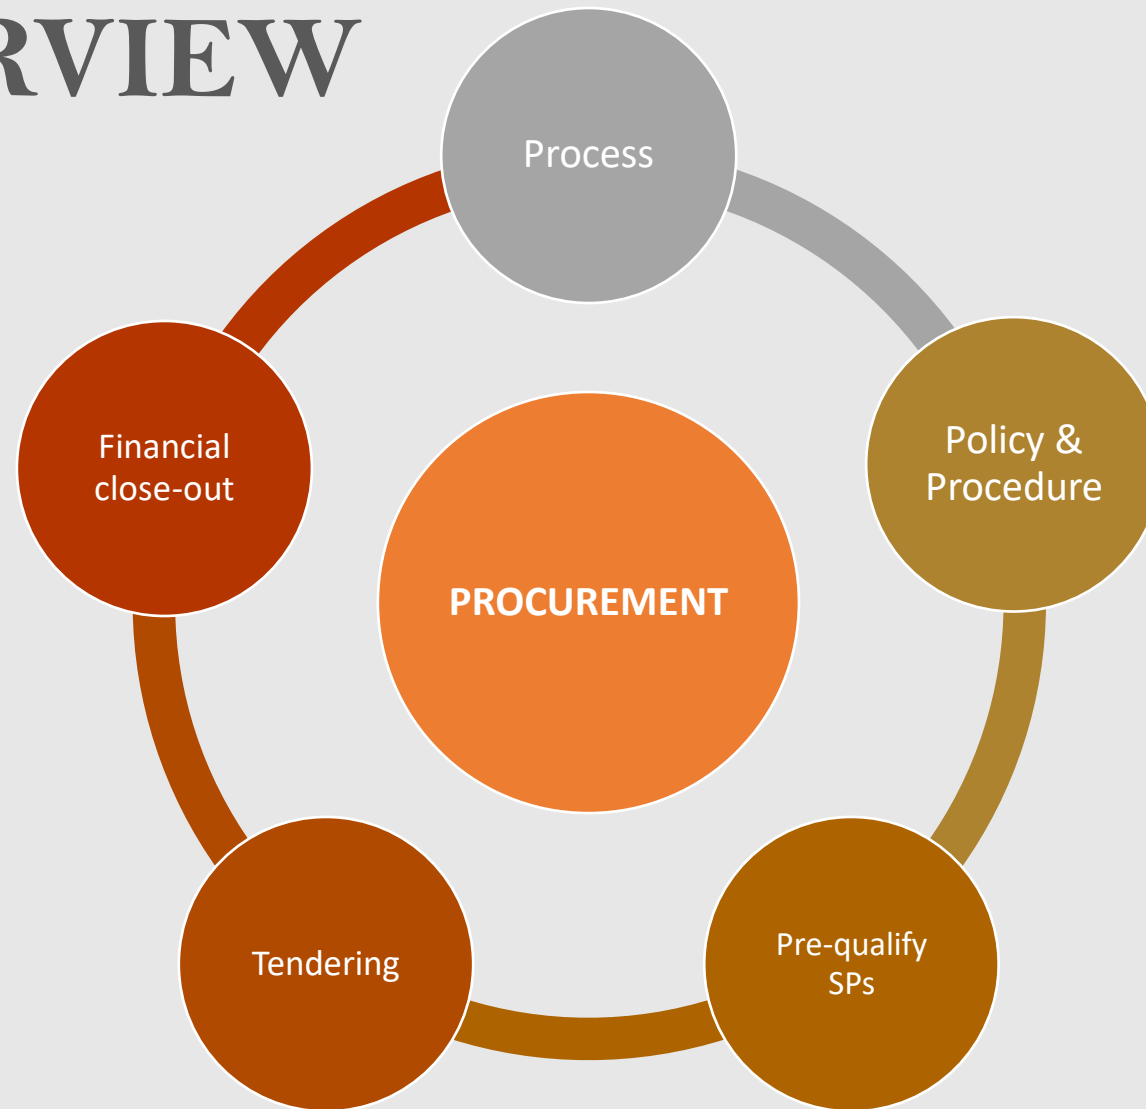 RVIEW
Process
Policy &
Procedure
Financial
close-out
PROCUREMENT
Pre-qualify
SPs
Tendering